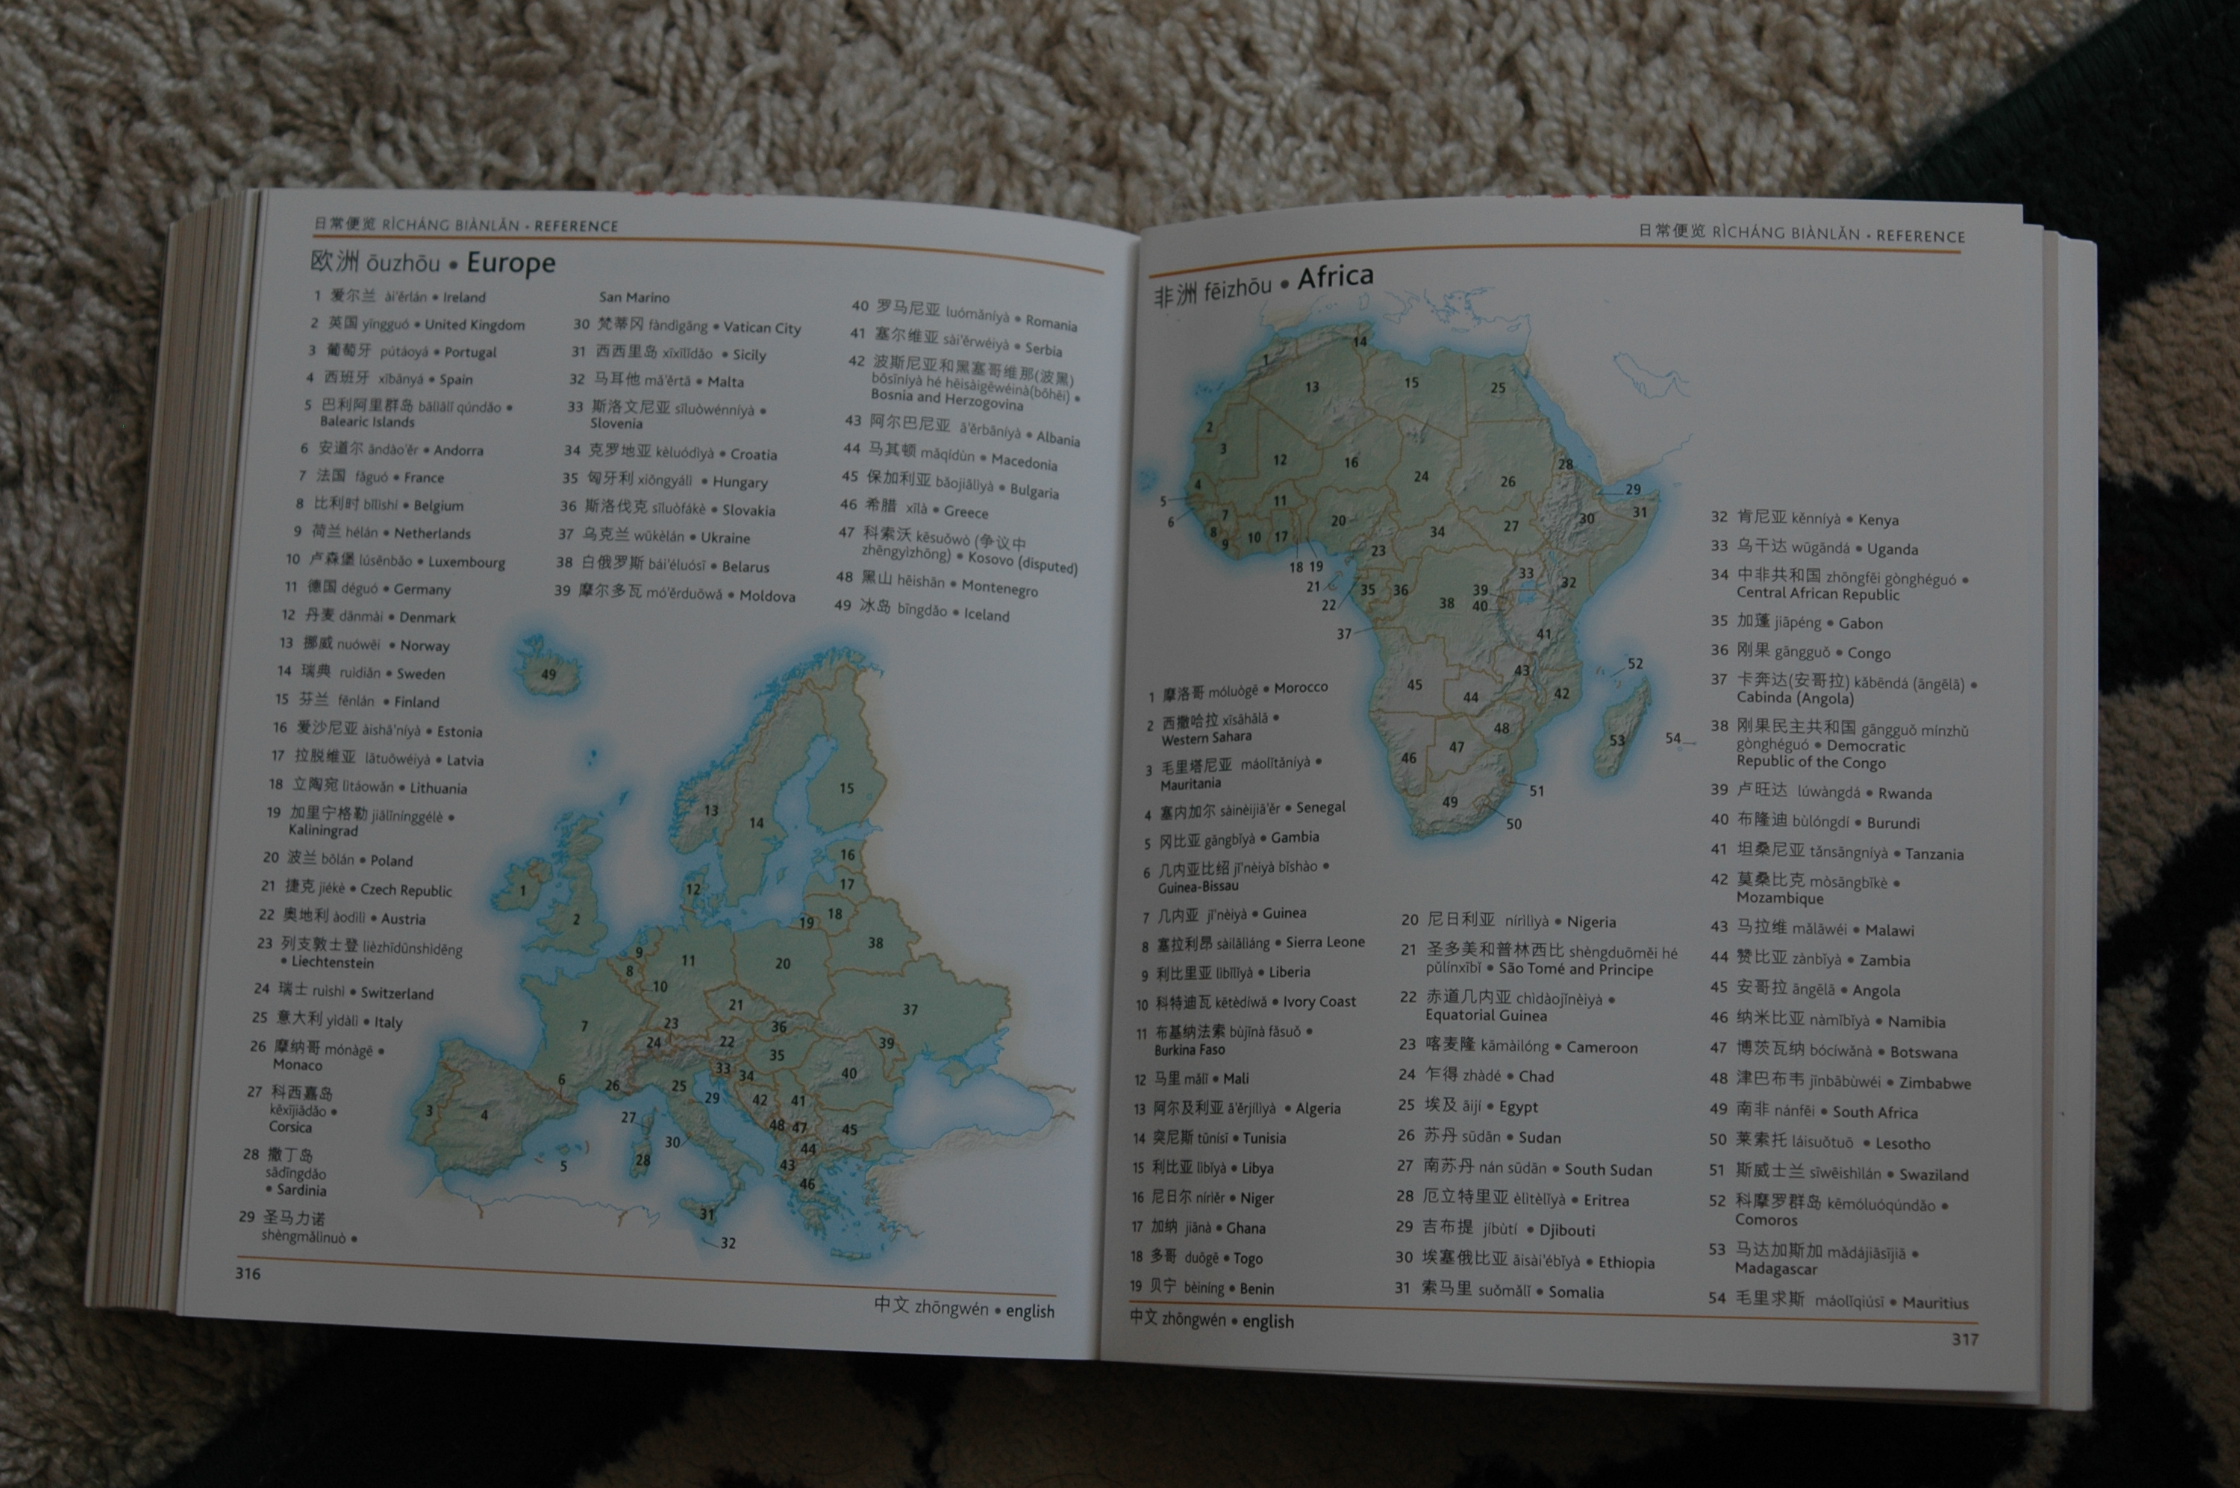 日常便览 RÌCHÁNG BIÀNLǍN • REFERENCE
欧洲 ōuzhōu • Europe
1 爱尔兰 ài'ěrlán • Ireland
2 英国 yīngguó • United Kingdom
3 葡萄牙 pútáoyá • Portugal
4 西班牙 xībānyá • Spain
5 巴利阿里群岛 bālìālǐ qúndǎo •
Balearic Islands
6 安道尔 āndào'ěr • Andorra
7 法国 fǎguó • France
8 比利时 bǐlìshí • Belgium
9 荷兰 hélán • Netherlands
10 卢森堡 lúsēnbǎo • Luxembourg
11 德国 déguó • Germany
12 丹麦 dānmài • Denmark
13 挪威 nuówēi • Norway
14 瑞典 ruìdiǎn • Sweden
15 芬兰 fēnlán • Finland
16 爱沙尼亚 àishā'níyà • Estonia
17 拉脱维亚 lātuōwéiyà • Latvia
18 立陶宛 lìtáowǎn • Lithuania
19 加里宁格勒 jiālǐnínggélè •
Kaliningrad
20 波兰 bōlán • Poland
21 捷克 jiékè • Czech Republic
22 奥地利 àodìlì • Austria
23 列支敦士登 lièzhīdūnshìdēng
• Liechtenstein
24 瑞士 ruìshì • Switzerland
25 意大利 yìdàlì • Italy
26 摩纳哥 mónàgē •
Monaco
27 科西嘉岛
kēxījiādǎo •
Corsica
28 撒丁岛
sādīngdǎo
• Sardinia
29 圣马力诺
shèngmǎlìnuò •
San Marino
30 梵蒂冈 fàndìgāng • Vatican City
31 西西里岛 xīxīlǐdǎo • Sicily
32 马耳他 mǎ'ěrtā • Malta
33 斯洛文尼亚 sīluòwénníyà •
Slovenia
34 克罗地亚 kèluódìyà • Croatia
35 匈牙利 xiōngyálì • Hungary
36 斯洛伐克 sīluòfákè • Slovakia
37 乌克兰 wūkèlán • Ukraine
38 白俄罗斯 bái'éluósī • Belarus
39 摩尔多瓦 mó'ěrduōwǎ • Moldova
40 罗马尼亚 luómǎníyà • Romania
41 塞尔维亚 sài'ěrwéiyà • Serbia
42 波斯尼亚和黑塞哥维那(波黑)
bōsīníyà hé hēisàigēwéinà(bōhēi) •
Bosnia and Herzogovina
43 阿尔巴尼亚 ā'ěrbāníyà • Albania
44 马其顿 mǎqídùn • Macedonia
45 保加利亚 bǎojiālìyà • Bulgaria
46 希腊 xīlà • Greece
47 科索沃 kēsuǒwò (争议中
zhēngyìzhōng) • Kosovo (disputed)
48 黑山 hēishān • Montenegro
49 冰岛 bīngdǎo • Iceland
49
1
2
3
4
5
6
7
8
9
10
11
12
13
14
15
16
17
18
19
20
21
22
23
24
25
26
27
28
29
30
31
32
33
34
35
36
37
38
39
40
41
42
43
44
45
46
47
48
316
中文 zhōngwén • english
日常便览 RÌCHÁNG BIÀNLǍN • REFERENCE
非洲 fēizhōu • Africa
1
2
3
4
5
6
7
8
9
10
11
12
13
14
15
16
17
18
19
20
21
22
23
24
25
26
27
28
29
30
31
32
33
34
35
36
37
38
39
40
41
42
43
44
45
46
47
48
49
50
51
52
53
54
1 摩洛哥 móluògē • Morocco
2 西撒哈拉 xīsāhālā •
Western Sahara
3 毛里塔尼亚 máolǐtǎníyà •
Mauritania
4 塞内加尔 sàinèijiā'ěr • Senegal
5 冈比亚 gāngbǐyà • Gambia
6 几内亚比绍 jǐ'nèiyà bǐshào •
Guinea-Bissau
7 几内亚 jǐ'nèiyà • Guinea
8 塞拉利昂 sàilālìáng • Sierra Leone
9 利比里亚 lìbǐlǐyà • Liberia
10 科特迪瓦 kētèdíwǎ • Ivory Coast
11 布基纳法索 bùjīnà fǎsuǒ •
Burkina Faso
12 马里 mǎlǐ • Mali
13 阿尔及利亚 ā'ěrjílìyà • Algeria
14 突尼斯 tūnísī • Tunisia
15 利比亚 lìbǐyà • Libya
16 尼日尔 nírì'ěr • Niger
17 加纳 jiānà • Ghana
18 多哥 duōgē • Togo
19 贝宁 bèiníng • Benin
20 尼日利亚 nírìlìyà • Nigeria
21 圣多美和普林西比 shèngduōměi hé
pǔlínxībǐ • São Tomé and Principe
22 赤道几内亚 chìdàojǐnèiyà •
Equatorial Guinea
23 喀麦隆 kāmàilóng • Cameroon
24 乍得 zhàdé • Chad
25 埃及 āijí • Egypt
26 苏丹 sūdān • Sudan
27 南苏丹 nán sūdān • South Sudan
28 厄立特里亚 èlìtèlǐyà • Eritrea
29 吉布提 jíbùtí • Djibouti
30 埃塞俄比亚 āisài'ébǐyà • Ethiopia
31 索马里 suǒmǎlǐ • Somalia
32 肯尼亚 kěnníyà • Kenya
33 乌干达 wūgāndá • Uganda
34 中非共和国 zhōngfēi gònghéguó •
Central African Republic
35 加蓬 jiāpéng • Gabon
36 刚果 gāngguǒ • Congo
37 卡奔达(安哥拉) kǎbēndá (āngēlā) •
Cabinda (Angola)
38 刚果民主共和国 gāngguǒ mínzhǔ
gònghéguó • Democratic
Republic of the Congo
39 卢旺达 lúwàngdá • Rwanda
40 布隆迪 bùlóngdí • Burundi
41 坦桑尼亚 tǎnsāngníyà • Tanzania
42 莫桑比克 mòsāngbǐkè •
Mozambique
43 马拉维 mǎlāwéi • Malawi
44 赞比亚 zànbǐyà • Zambia
45 安哥拉 āngēlā • Angola
46 纳米比亚 nàmǐbǐyà • Namibia
47 博茨瓦纳 bócíwǎnà • Botswana
48 津巴布韦 jīnbābùwéi • Zimbabwe
49 南非 nánfēi • South Africa
50 莱索托 láisuǒtuō • Lesotho
51 斯威士兰 sīwēishìlán • Swaziland
52 科摩罗群岛 kēmóluóqúndǎo •
Comoros
53 马达加斯加 mǎdájiāsījiā •
Madagascar
54 毛里求斯 máolǐqiúsī • Mauritius
中文 zhōngwén • english
317